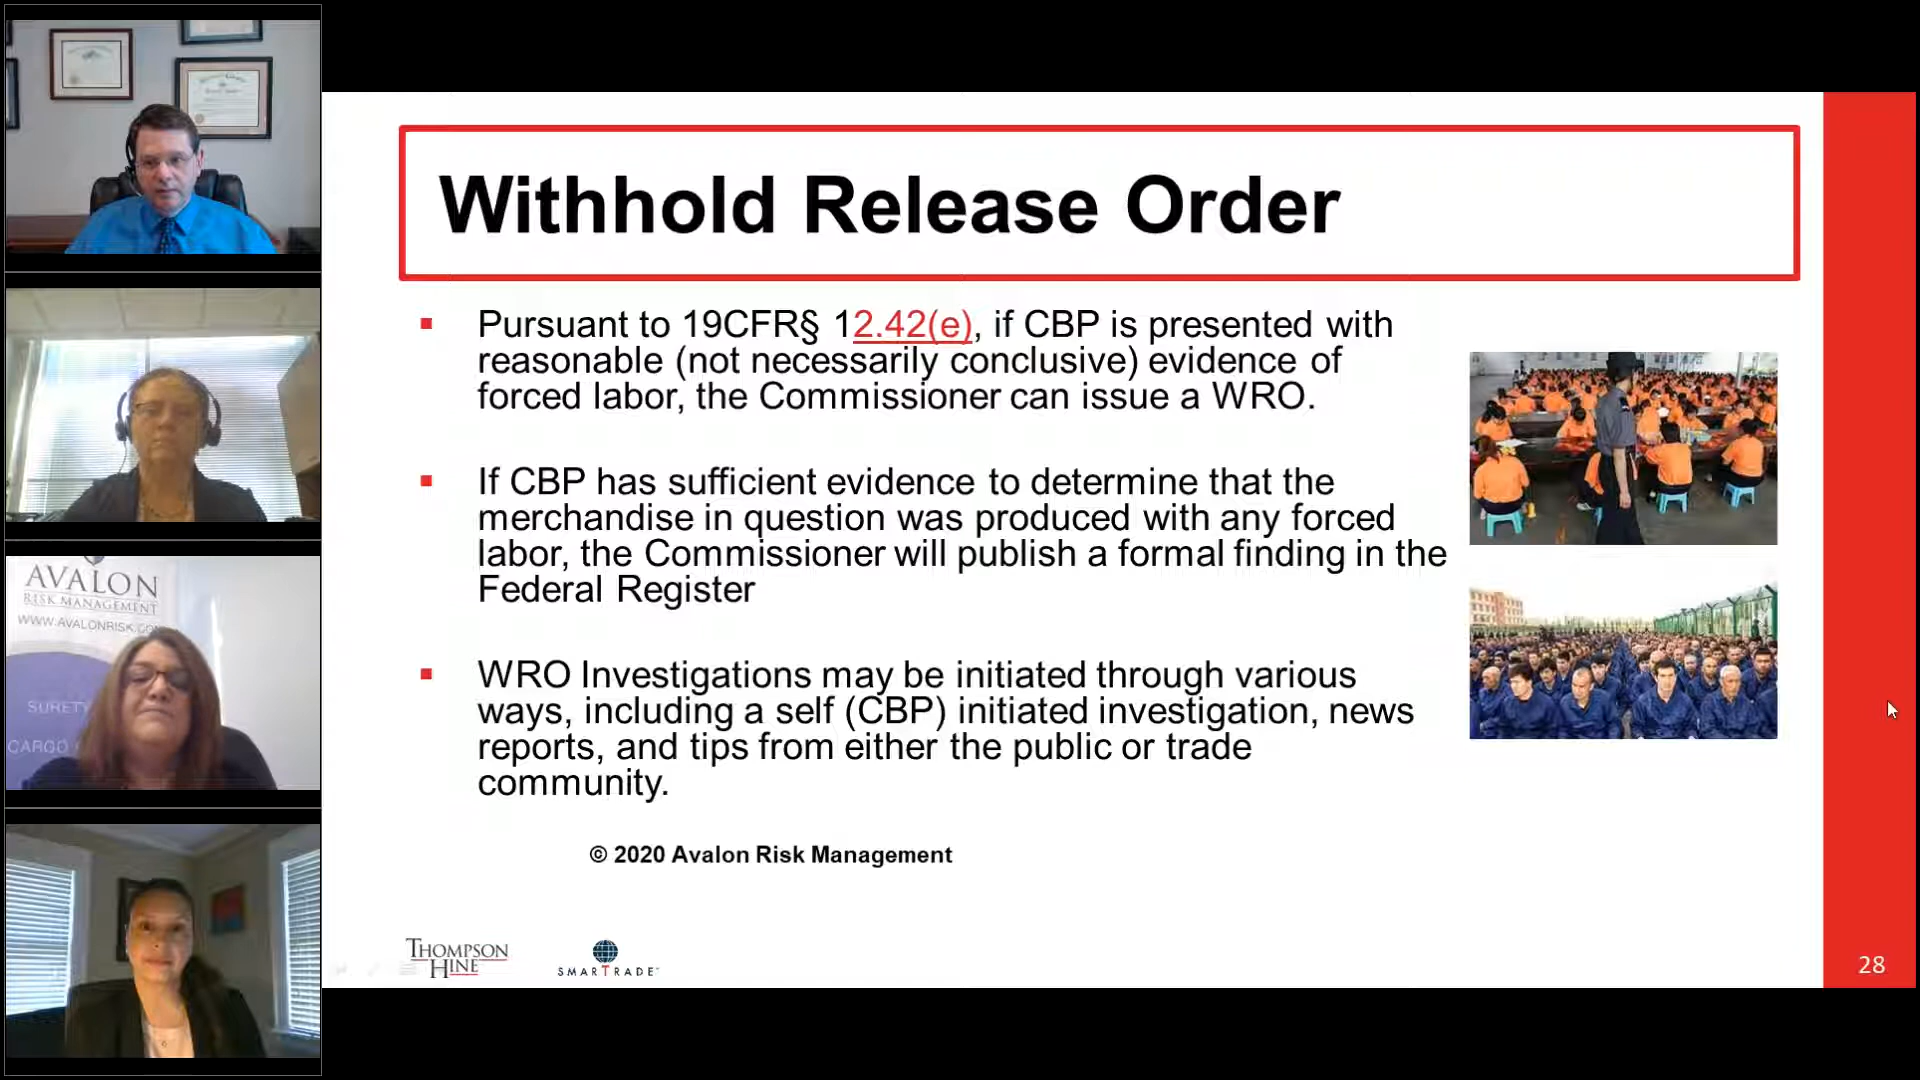 AVALON
RISK MANAGEMENT
WWW.AVALONRISK.CO
SURETY
CARGO
Withhold Release Order
▪ Pursuant to 19CFR§ 12.42(e), if CBP is presented with
reasonable (not necessarily conclusive) evidence of
forced labor, the Commissioner can issue a WRO.
▪ If CBP has sufficient evidence to determine that the
merchandise in question was produced with any forced
labor, the Commissioner will publish a formal finding in the
Federal Register
▪ WRO Investigations may be initiated through various
ways, including a self (CBP) initiated investigation, news
reports, and tips from either the public or trade
community.
© 2020 Avalon Risk Management
THOMPSON
HINE
SMARTRADE™
28